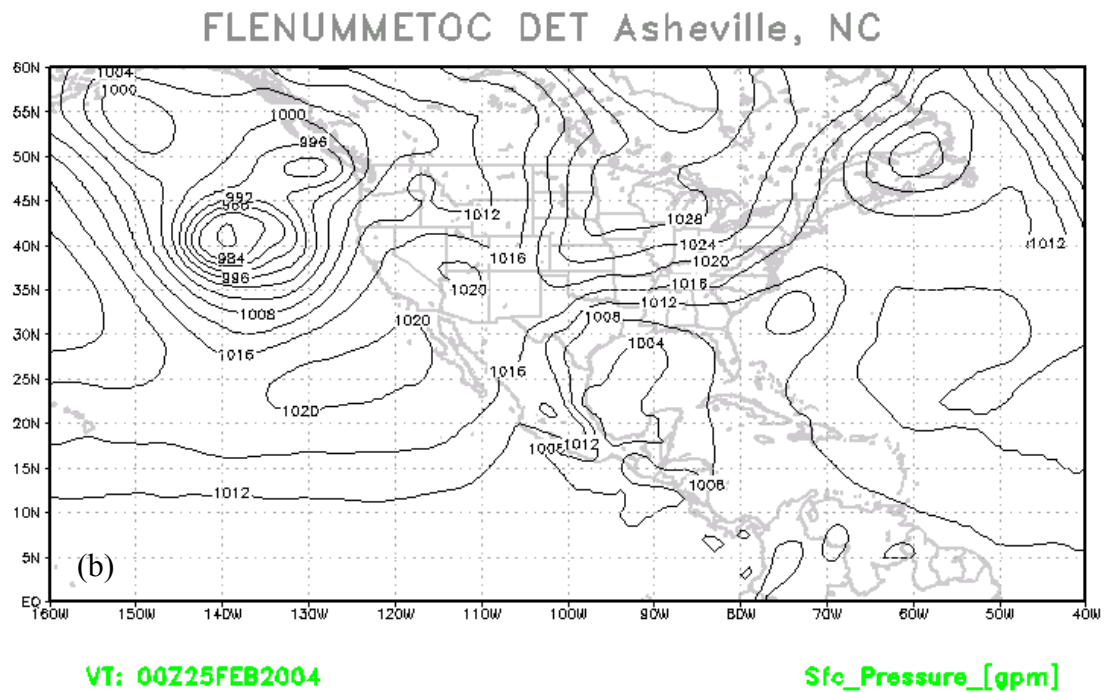 FLENUMMETOC DET Asheville, NC
60N
1004
1000
55N
1000
50N
996
45N
992
988
1012
1028
40N
1024
1012
984
1016
1020
35N
996
1020
1016
1012
30N
1008
1020
1008
1016
1004
25N
1016
1020
20N
1008
1012
15N
1012
1008
10N
5N
(b)
EQ
160W 150W 140W 130W 120W 110W 100W 90W 80W 70W 60W 50W 40W
VT: 00Z25FEB2004 Sfc_Pressure_[gpm]